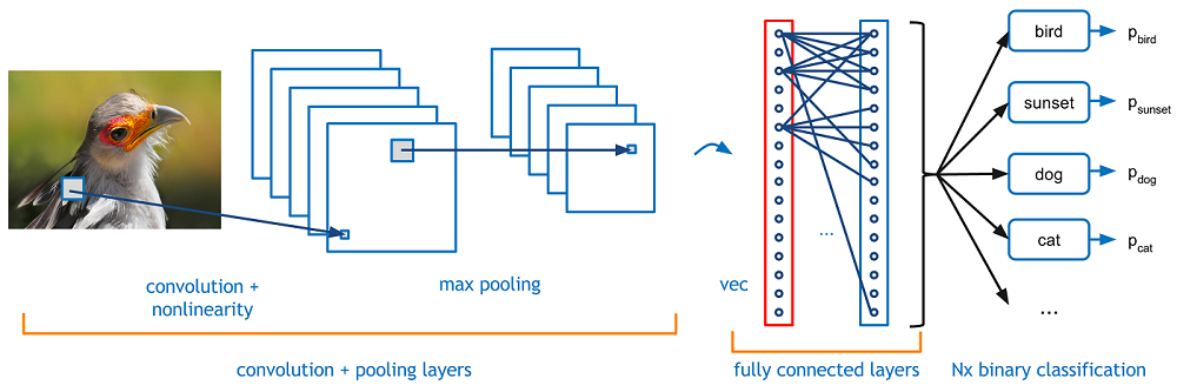 bird
p_bird
sunset
p_sunset
dog
p_dog
cat
p_cat
...
...
convolution +
nonlinearity
max pooling
vec
convolution + pooling layers
fully connected layers
Nx binary classification